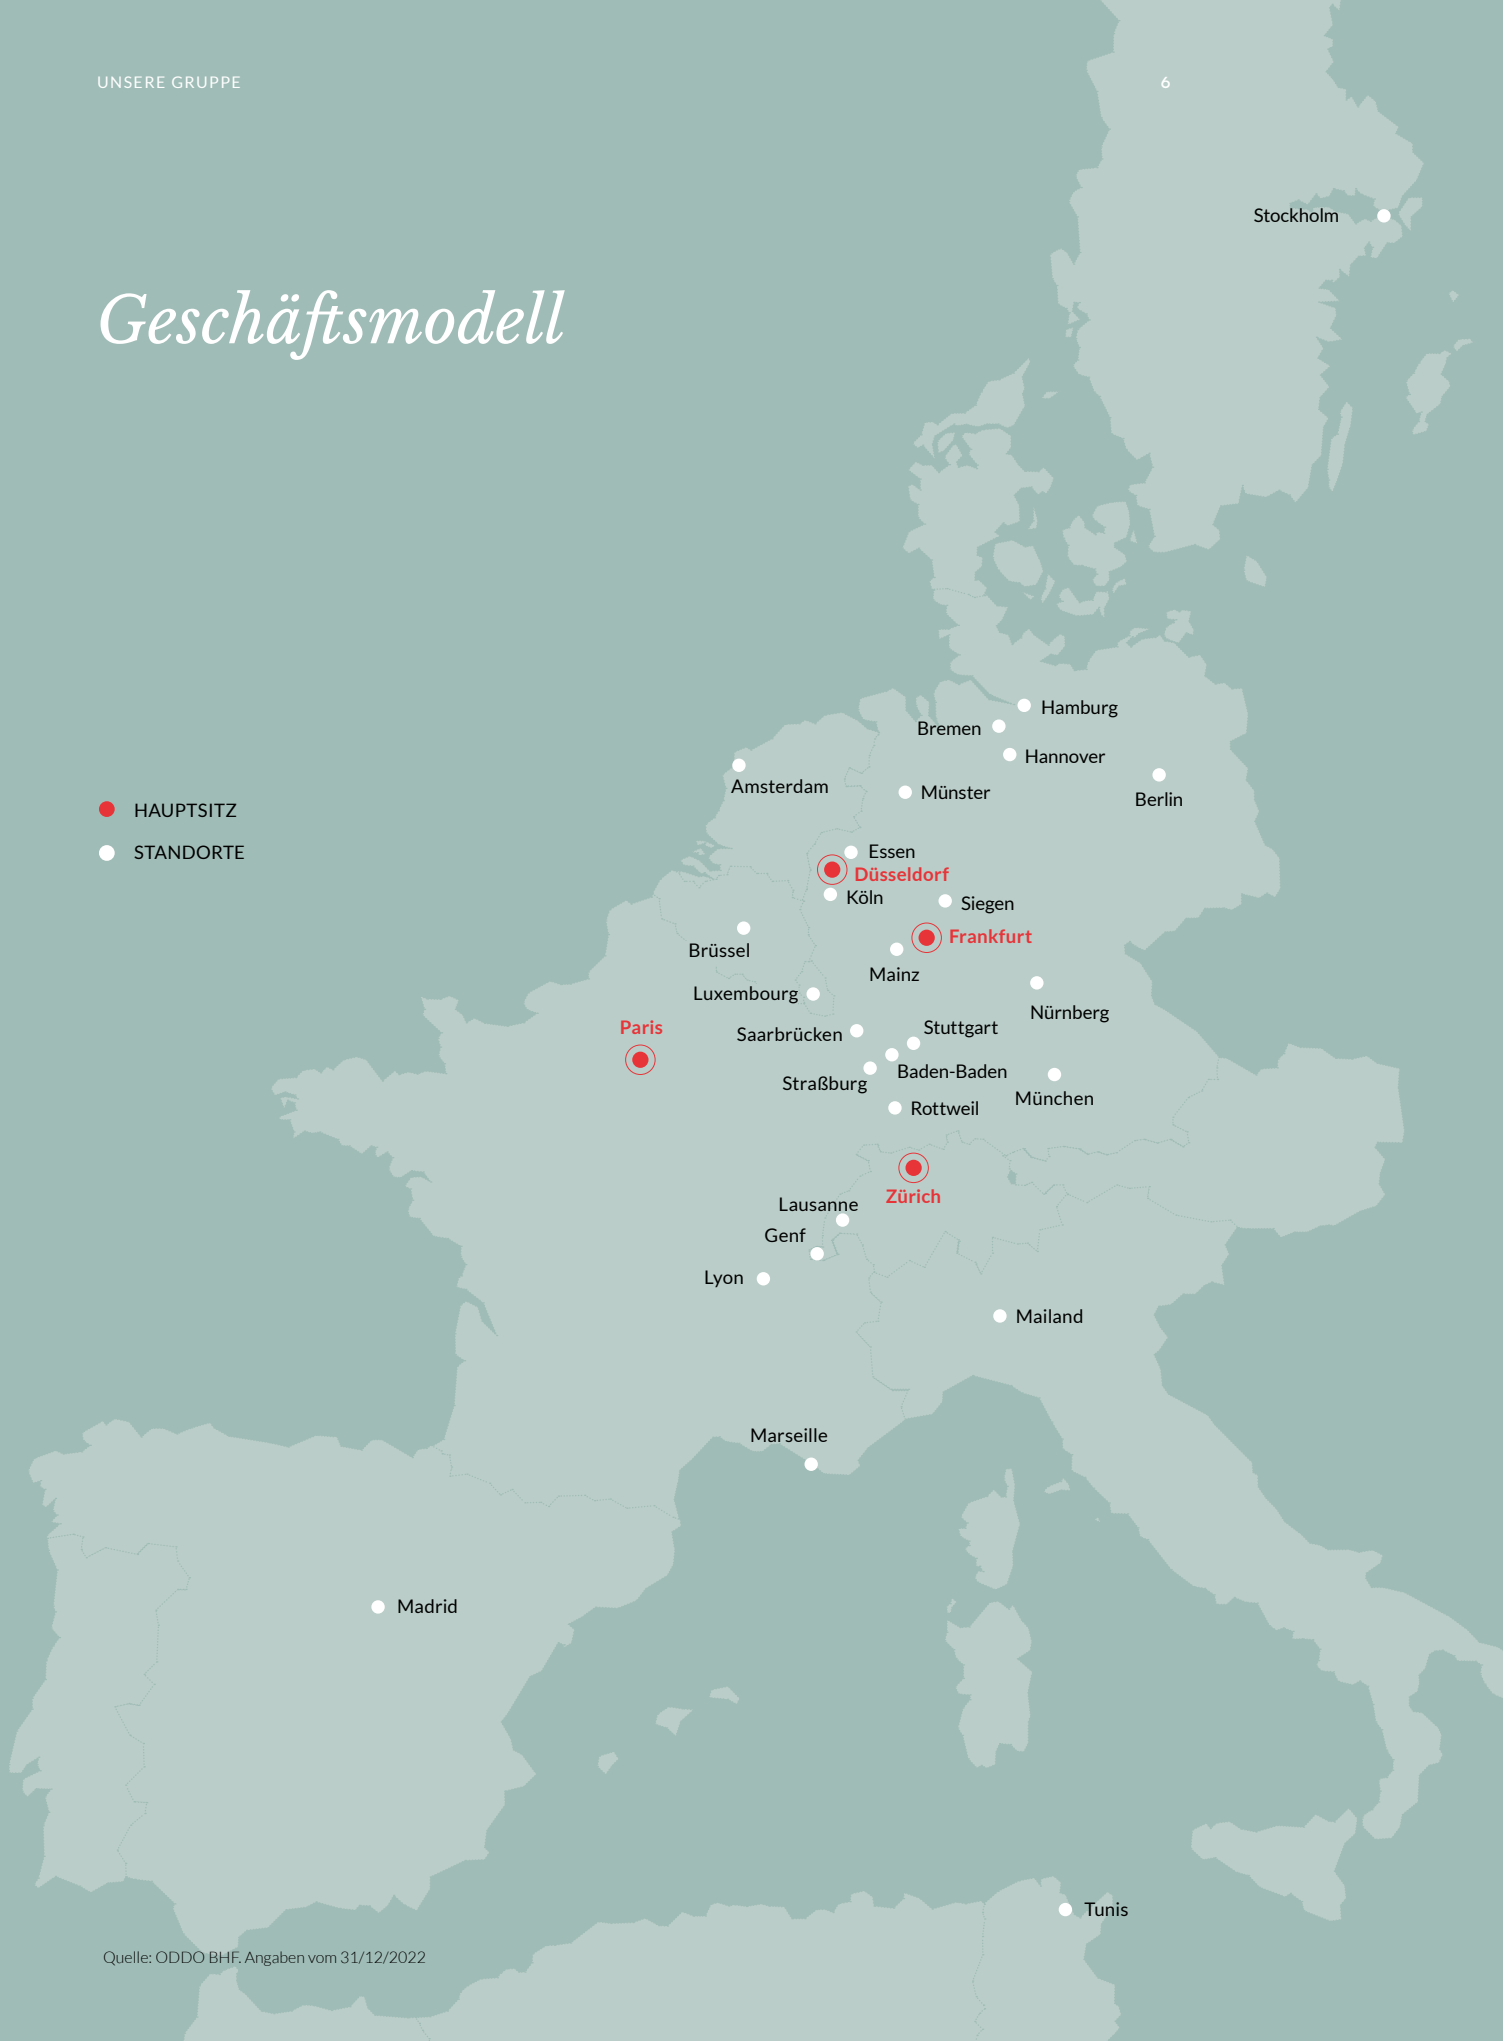 UNSERE GRUPPE
6
Stockholm
Geschäftsmodell
Hamburg
Bremen
Hannover
Amsterdam
Münster
Berlin
HAUPTSITZ
STANDORTE
Essen
Düsseldorf
Köln
Siegen
Frankfurt
Brüssel
Mainz
Luxembourg
Nürnberg
Paris
Stuttgart
Saarbrücken
Baden-Baden
Straßburg
München
Rottweil
Zürich
Lausanne
Genf
Lyon
Mailand
Marseille
Madrid
Tunis
Quelle: ODDO BHF. Angaben vom 31/12/2022